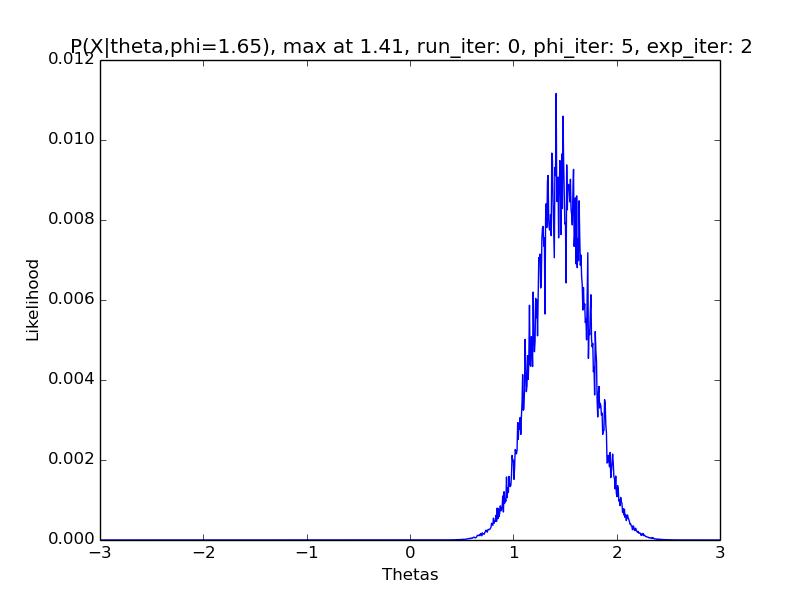 P(X|theta,phi=1.65), max at 1.41, run_iter: 0, phi_iter: 5, exp_iter: 2
0.012
0.010
0.008
0.006
0.004
0.002
0.000
Likelihood
−3 −2 −1 0 1 2 3
Thetas